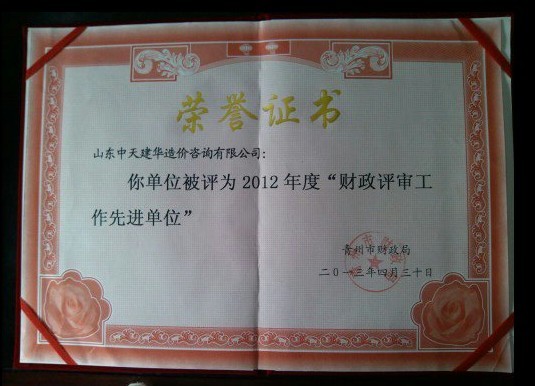 荣誉证书
山东中天建华造价咨询有限公司：
你单位被评为2012年度“财政评审工
作先进单位”
青州市财政局
二〇一三年四月三十日